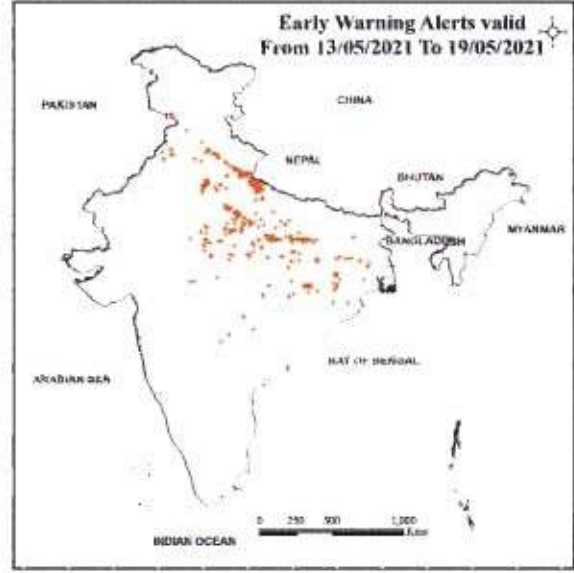 Early Warning Alerts valid
From 13/05/2021 To 19/05/2021
PAKISTAN
CHINA
NEPAL
BHUTAN
MYANMAR
BANGLADESH
BAY OF BENGAL
ARABIAN SEA
0 250 500 1,000
Kms
INDIAN OCEAN